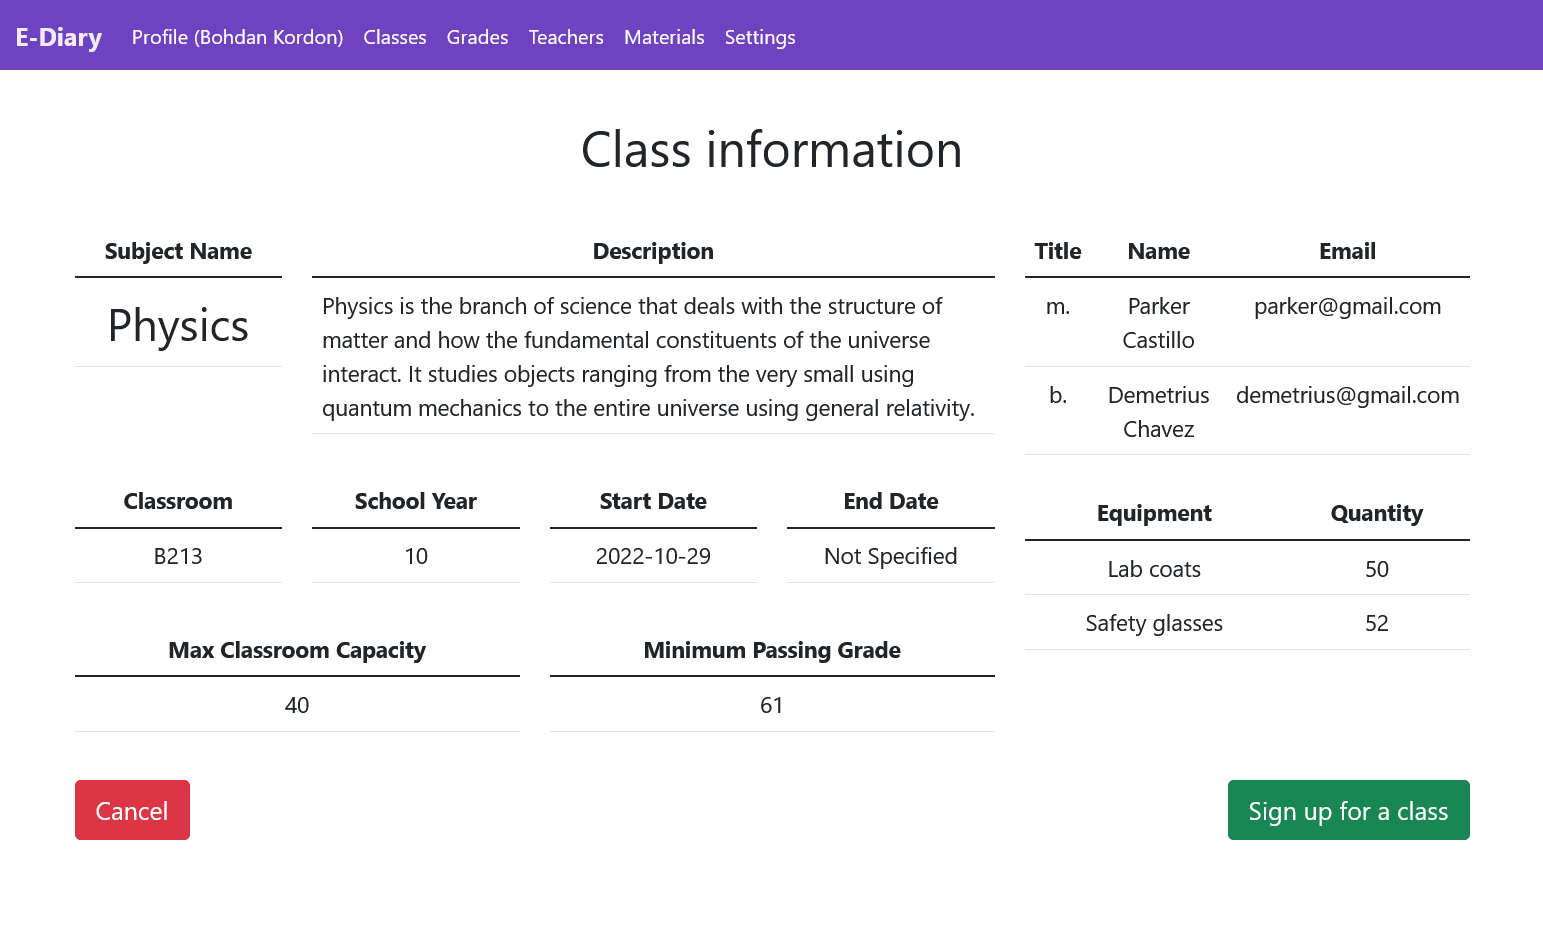 E-Diary Profile (Bohdan Kordon) Classes Grades Teachers Materials Settings
Class information
Subject Name
Physics
Description
Physics is the branch of science that deals with the structure of
matter and how the fundamental constituents of the universe
interact. It studies objects ranging from the very small using
quantum mechanics to the entire universe using general relativity.
Title Name Email
m. Parker Castillo parker@gmail.com
b. Demetrius Chavez demetrius@gmail.com
Classroom
B213
School Year
10
Start Date
2022-10-29
End Date
Not Specified
Equipment Quantity
Lab coats 50
Safety glasses 52
Max Classroom Capacity
40
Minimum Passing Grade
61
Cancel
Sign up for a class